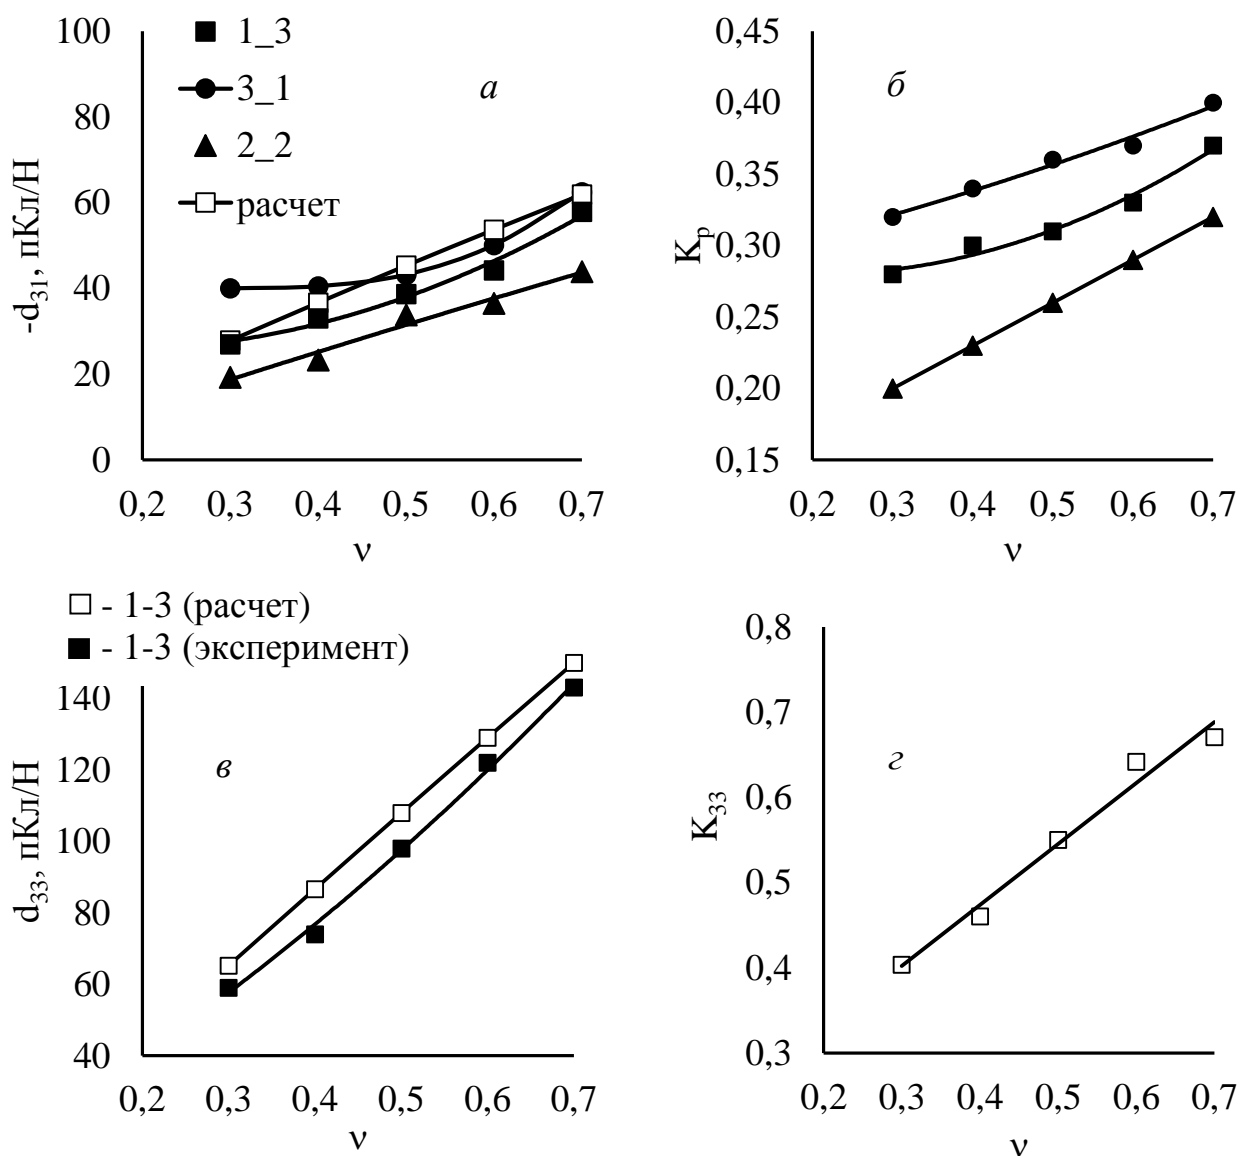 100
80
60
40
20
0
-d31, пКл/Н
1_3
3_1
2_2
расчет
а
0,2 0,3 0,4 0,5 0,6 0,7
ν
0,45
0,40
0,35
0,30
0,25
0,20
0,15
Kp
б
0,2 0,3 0,4 0,5 0,6 0,7
ν
- 1-3 (расчет)
- 1-3 (эксперимент)
140
120
100
80
60
40
d33, пКл/Н
в
0,2 0,3 0,4 0,5 0,6 0,7
ν
0,8
0,7
0,6
0,5
0,4
0,3
K33
г
0,2 0,3 0,4 0,5 0,6 0,7
ν